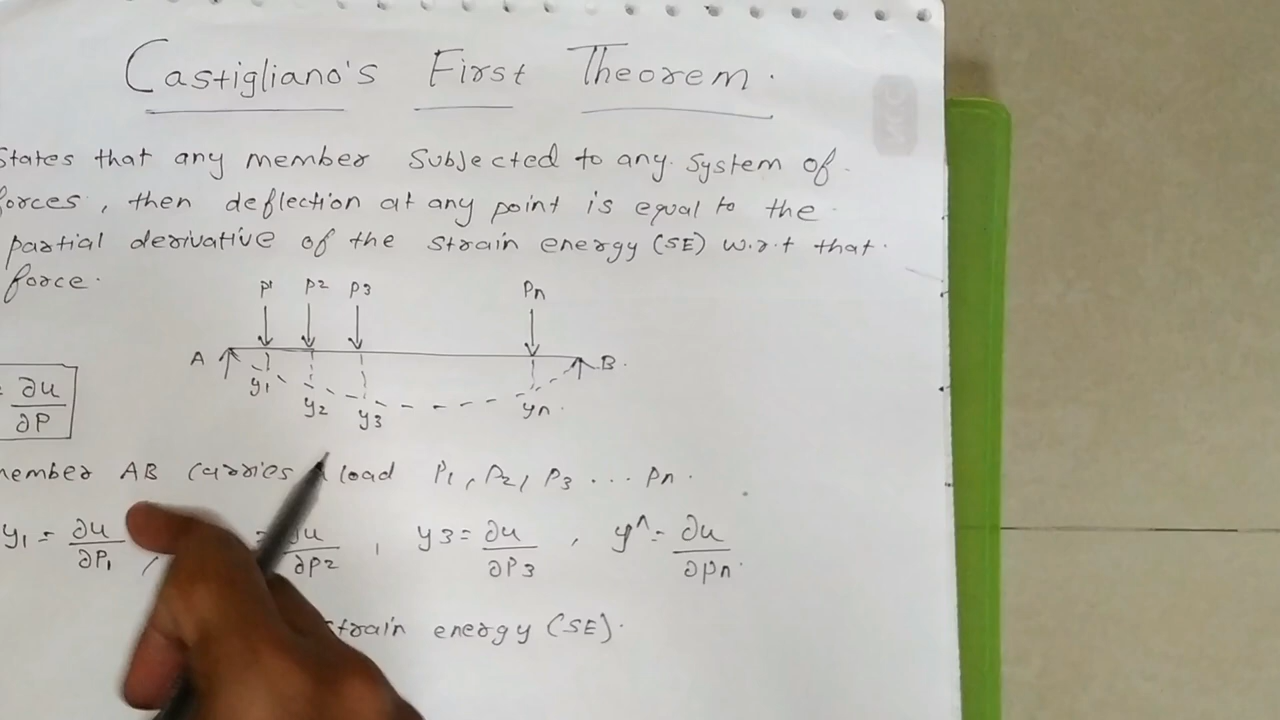 Castigliano's First Theorem.
States that any member subjected to any system of
forces, then deflection at any point is equal to the
partial derivative of the strain energy (SE) w.r.t that
force.
P1 P2 P3 Pn
A B.
y1 y2 y3 yn.
= ∂u/∂P
member AB carries load P1, P2, P3 ... Pn.
y1 = ∂u/∂P1, = ∂u/∂P2, y3 = ∂u/∂P3, y^ = ∂u/∂Pn.
strain energy (SE).